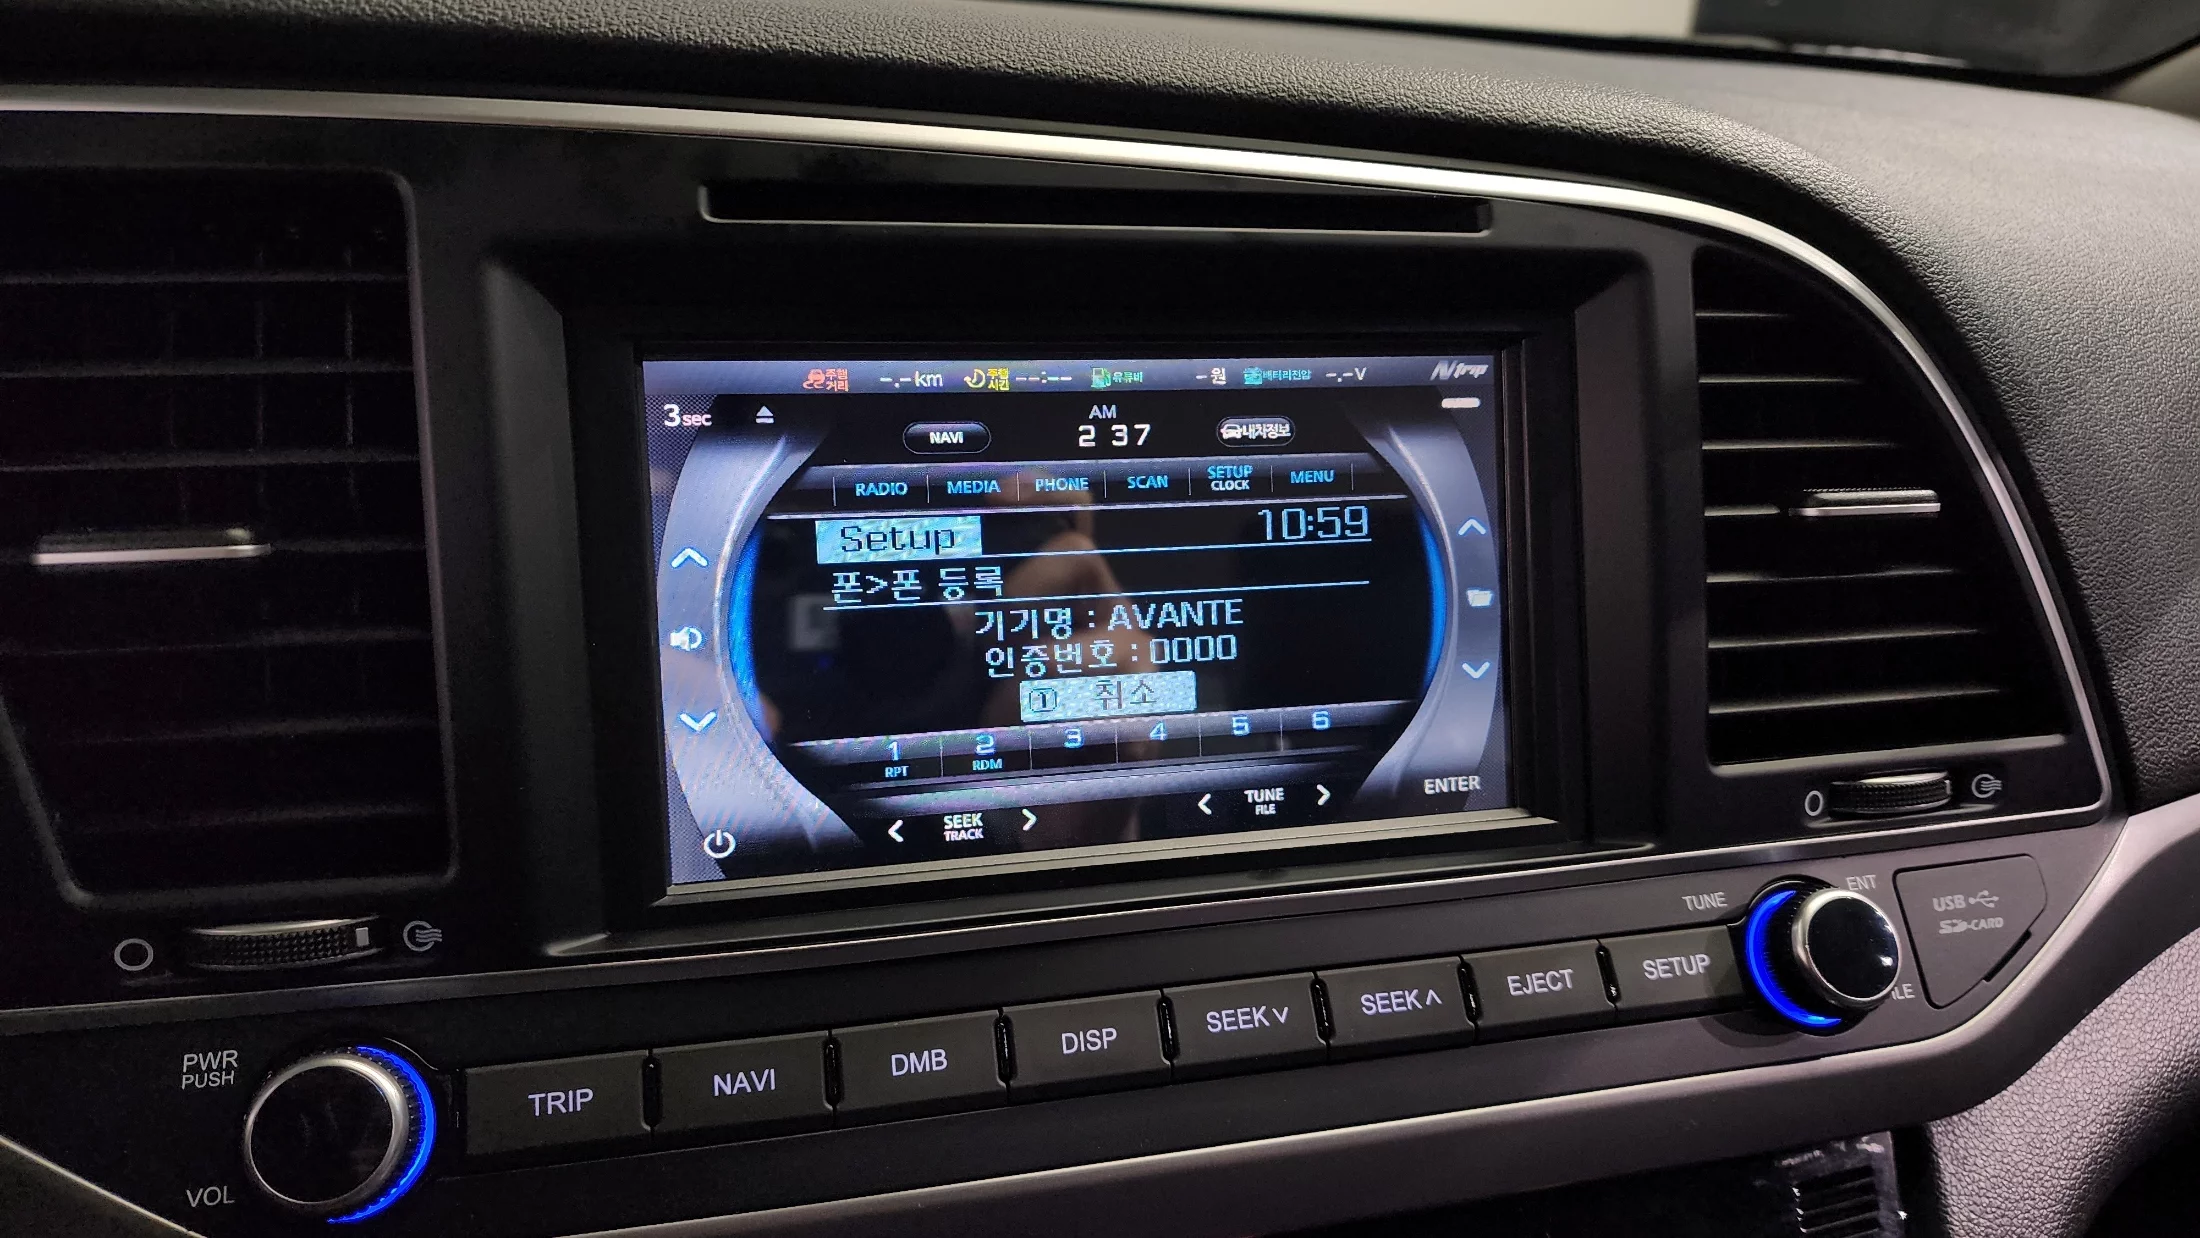 주행거리 -.-km 주행시간 --:-- 유류비 -원 배터리전압 -.-V Ntrip
3sec
NAVI
AM
2 37
내차정보
RADIO MEDIA PHONE SCAN SETUP CLOCK MENU
Setup 10:59
폰>폰 등록
기기명 : AVANTE
인증번호 : 0000
1 취소
1 RPT 2 RDM 3 4 5 6
< SEEK TRACK > < TUNE FILE > ENTER
PWR PUSH
VOL
TRIP NAVI DMB DISP SEEK∨ SEEK∧ EJECT SETUP
TUNE
ENT
USB
SD-CARD